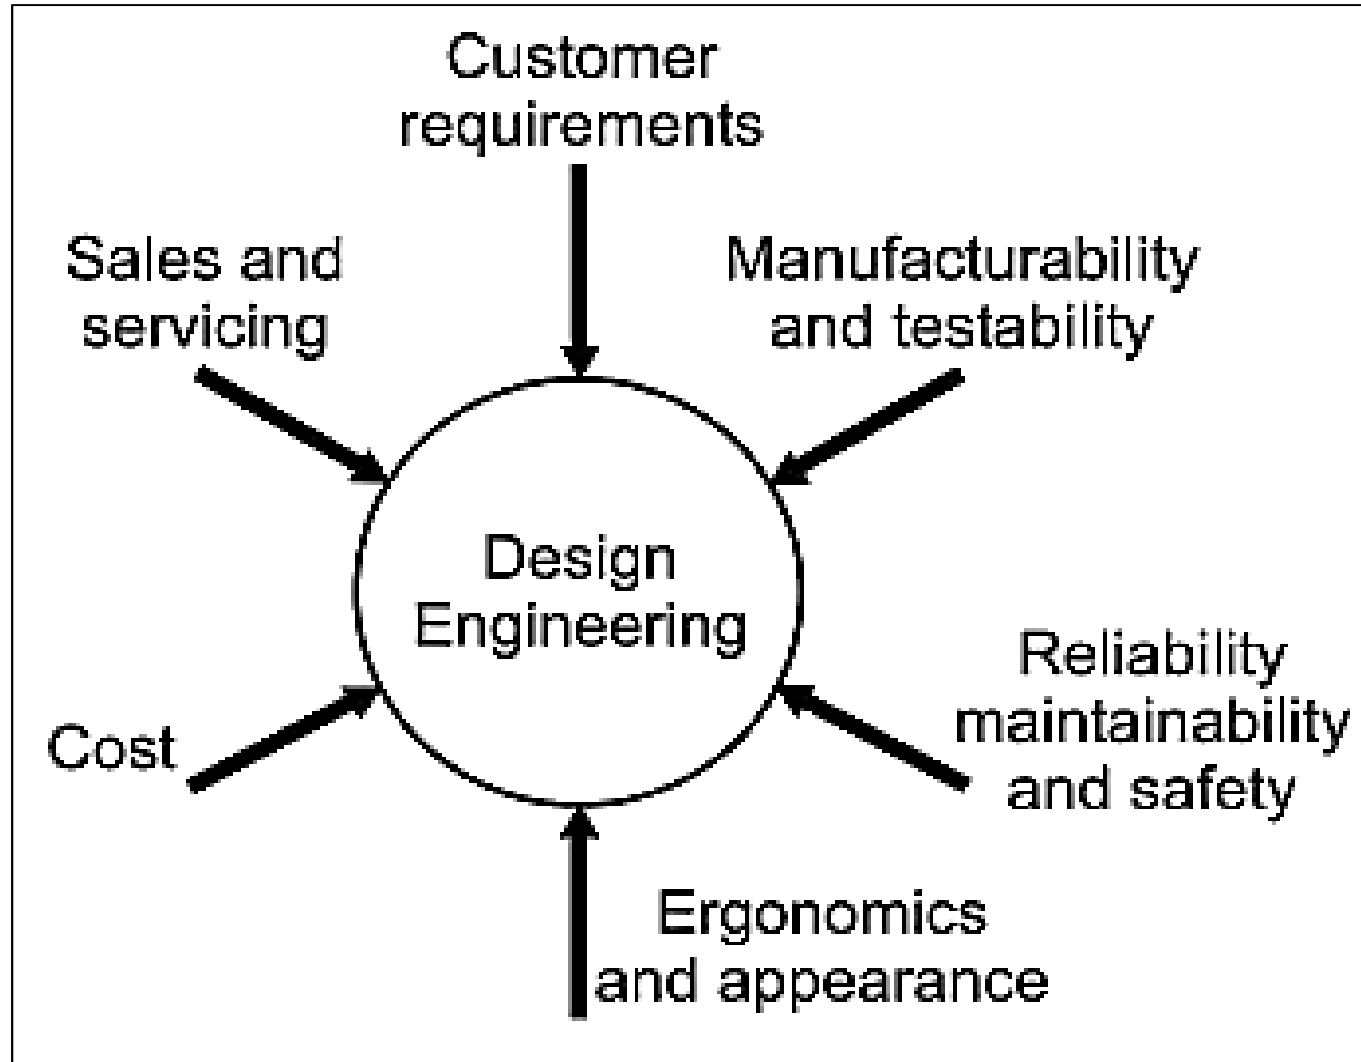 Customer
requirements
Sales and
servicing
Manufacturability
and testability
Design
Engineering
Cost
Reliability
maintainability
and safety
Ergonomics
and appearance